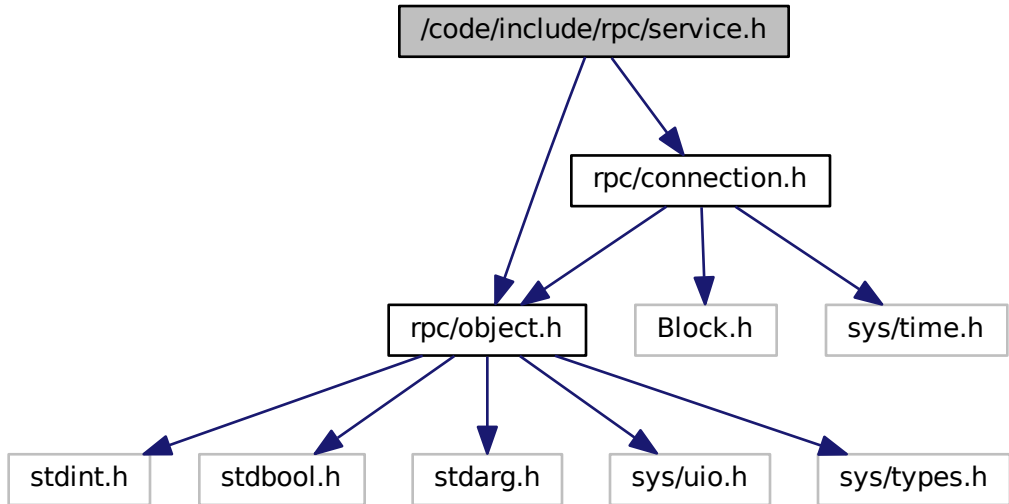 /code/include/rpc/service.h
rpc/connection.h
rpc/object.h
Block.h
sys/time.h
stdint.h
stdbool.h
stdarg.h
sys/uio.h
sys/types.h